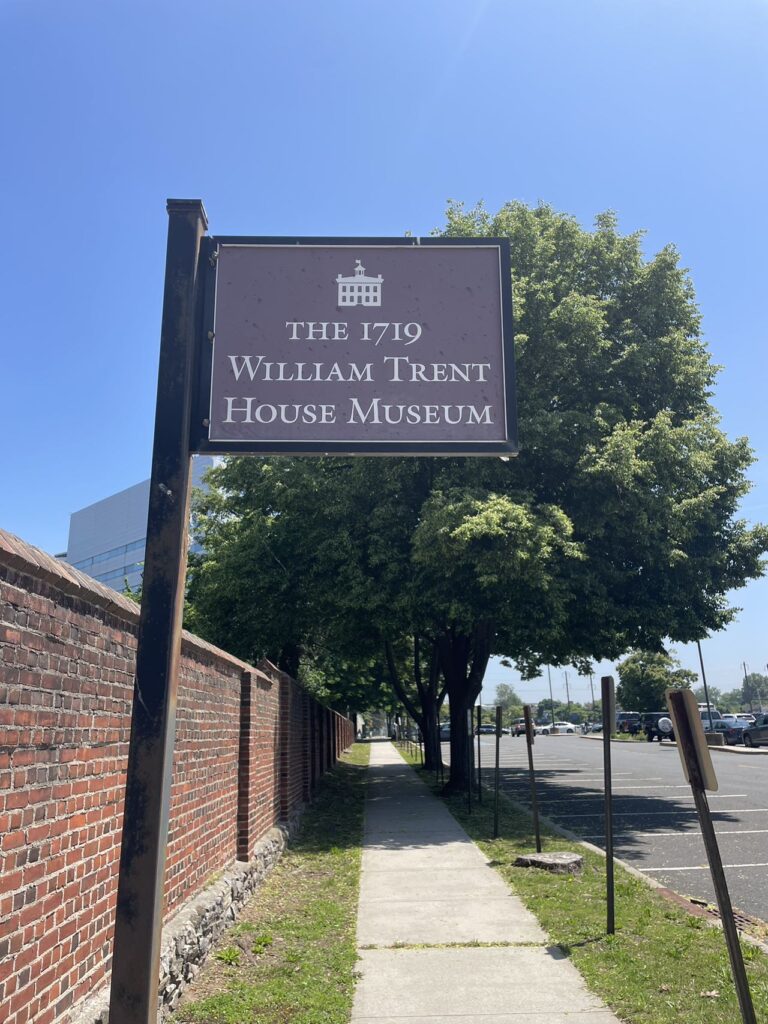 THE 1719
WILLIAM TRENT
HOUSE MUSEUM